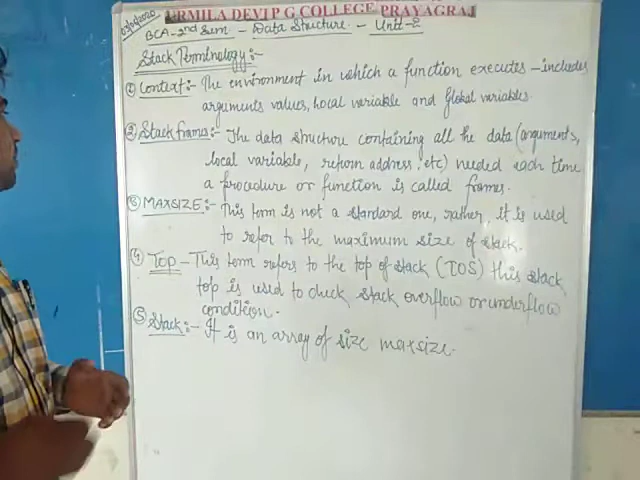 URMILA DEVI P G COLLEGE PRAYAGRAJ
BCA-2nd Sem - Data Structure - Unit-2
Stack Terminology:-
① Context:- The environment in which a function executes - includes
arguments values, local variable and Global variables.
② Stack frames:- The data structure containing all the data (arguments,
local variable, return address, etc) needed each time
a procedure or function is called frames.
③ MAXSIZE:- This term is not a standard one, rather, it is used
to refer to the maximum size of stack.
④ TOP - This term refers to the top of stack (TOS) this stack
top is used to check stack overflow or underflow
condition.
⑤ Stack:- It is an array of size maxsize.